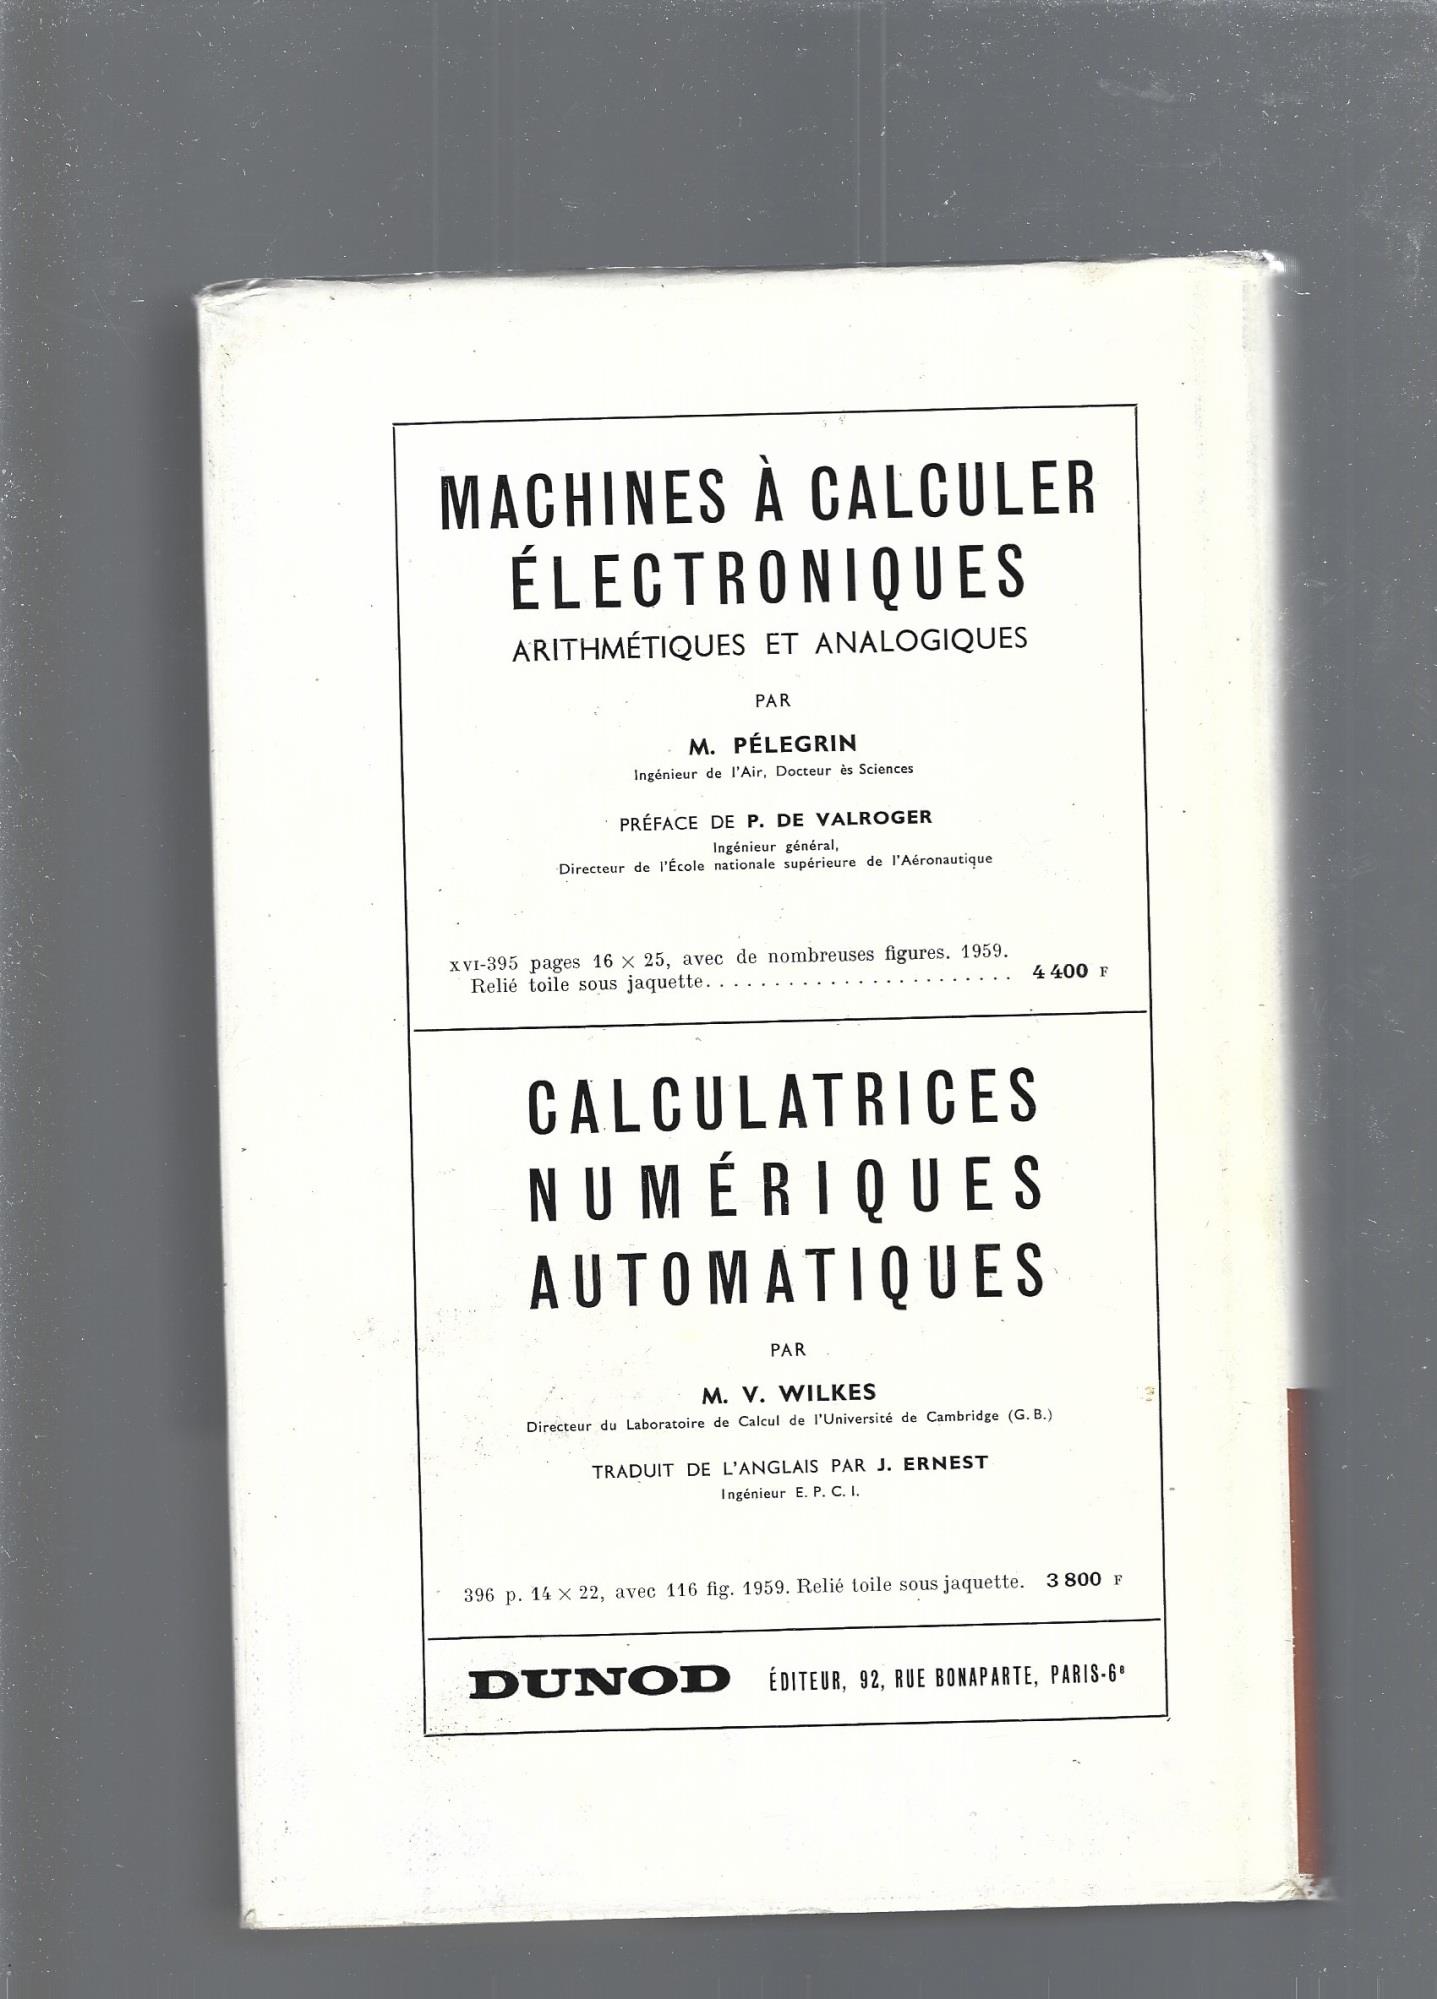 MACHINES À CALCULER
ÉLECTRONIQUES
ARITHMÉTIQUES ET ANALOGIQUES
PAR
M. PÉLEGRIN
Ingénieur de l'Air, Docteur ès Sciences
PRÉFACE DE P. DE VALROGER
Ingénieur général,
Directeur de l'École nationale supérieure de l'Aéronautique
XVI-395 pages 16 × 25, avec de nombreuses figures. 1959.
Relié toile sous jaquette. . . . . . . . . . . . . . . . . . . . . . . 4 400 F
CALCULATRICES
NUMÉRIQUES
AUTOMATIQUES
PAR
M. V. WILKES
Directeur du Laboratoire de Calcul de l'Université de Cambridge (G. B.)
TRADUIT DE L'ANGLAIS PAR J. ERNEST
Ingénieur E. P. C. I.
396 p. 14 × 22, avec 116 fig. 1959. Relié toile sous jaquette. 3 800 F
DUNOD ÉDITEUR, 92, RUE BONAPARTE, PARIS-6e